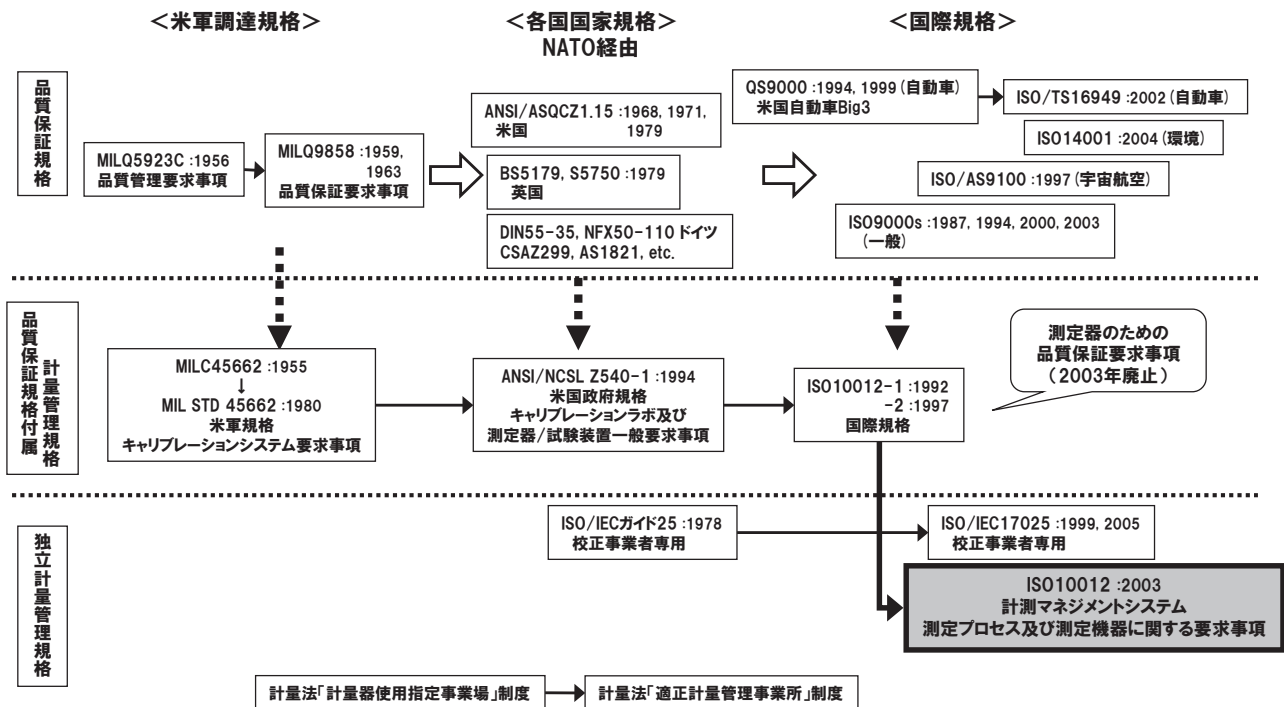 <米軍調達規格>
<各国国家規格>
NATO経由
<国際規格>
品質保証規格
MILQ5923C :1956
品質管理要求事項
MILQ9858 :1959,
1963
品質保証要求事項
ANSI/ASQCZ1.15 :1968, 1971,
米国 1979
BS5179, S5750 :1979
英国
DIN55-35, NFX50-110 ドイツ
CSAZ299, AS1821, etc.
QS9000 :1994, 1999 (自動車)
米国自動車Big3
ISO/TS16949 :2002 (自動車)
ISO14001 :2004 (環境)
ISO/AS9100 :1997 (宇宙航空)
ISO9000s :1987, 1994, 2000, 2003
(一般)
品質保証規格付属
計量管理規格
MILC45662 :1955
↓
MIL STD 45662 :1980
米軍規格
キャリブレーションシステム要求事項
ANSI/NCSL Z540-1 :1994
米国政府規格
キャリブレーションラボ及び
測定器/試験装置一般要求事項
ISO10012-1 :1992
-2 :1997
国際規格
測定器のための
品質保証要求事項
(2003年廃止)
独立計量管理規格
ISO/IECガイド25 :1978
校正事業者専用
ISO/IEC17025 :1999, 2005
校正事業者専用
ISO10012 :2003
計測マネジメントシステム
測定プロセス及び測定機器に関する要求事項
計量法「計量器使用指定事業場」制度
計量法「適正計量管理事業所」制度